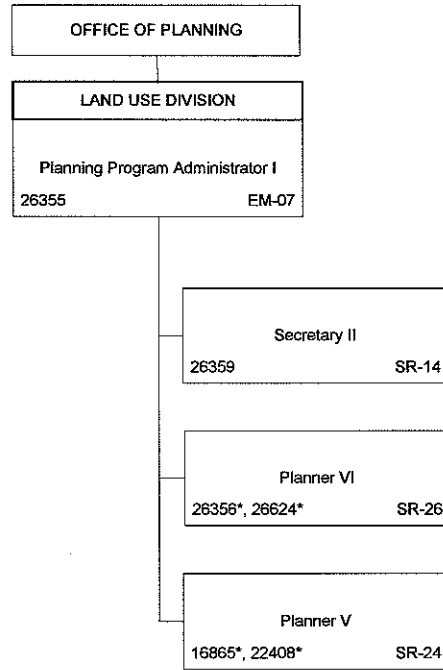 OFFICE OF PLANNING
LAND USE DIVISION
Planning Program Administrator I
26355 EM-07
Secretary II
26359 SR-14
Planner VI
26356*, 26624* SR-26
Planner V
16865*, 22408* SR-24